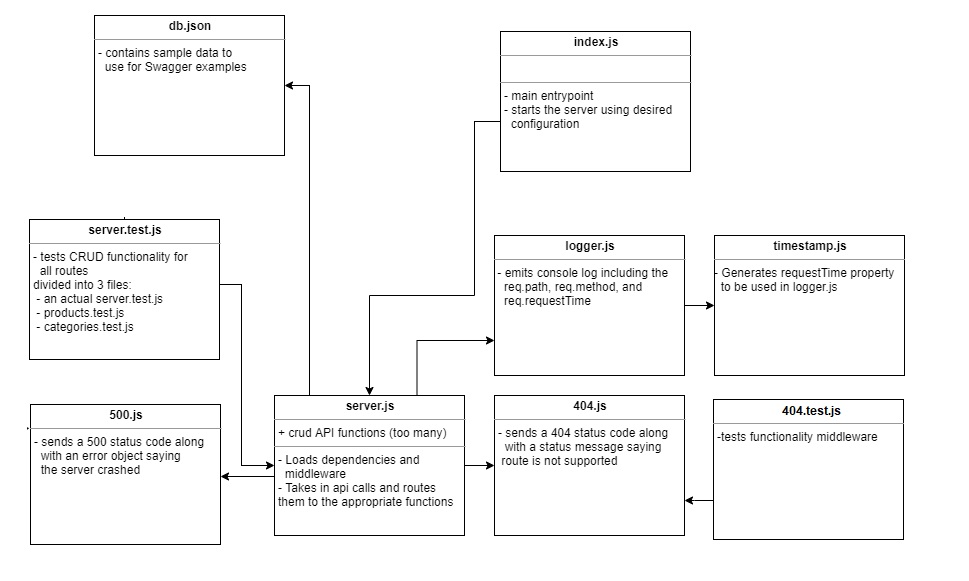 db.json
- contains sample data to
use for Swagger examples
index.js
- main entrypoint
- starts the server using desired
configuration
server.test.js
- tests CRUD functionality for
all routes
divided into 3 files:
- an actual server.test.js
- products.test.js
- categories.test.js
logger.js
- emits console log including the
req.path, req.method, and
req.requestTime
timestamp.js
- Generates requestTime property
to be used in logger.js
500.js
- sends a 500 status code along
with an error object saying
the server crashed
server.js
+ crud API functions (too many)
- Loads dependencies and
middleware
- Takes in api calls and routes
them to the appropriate functions
404.js
- sends a 404 status code along
with a status message saying
route is not supported
404.test.js
-tests functionality middleware